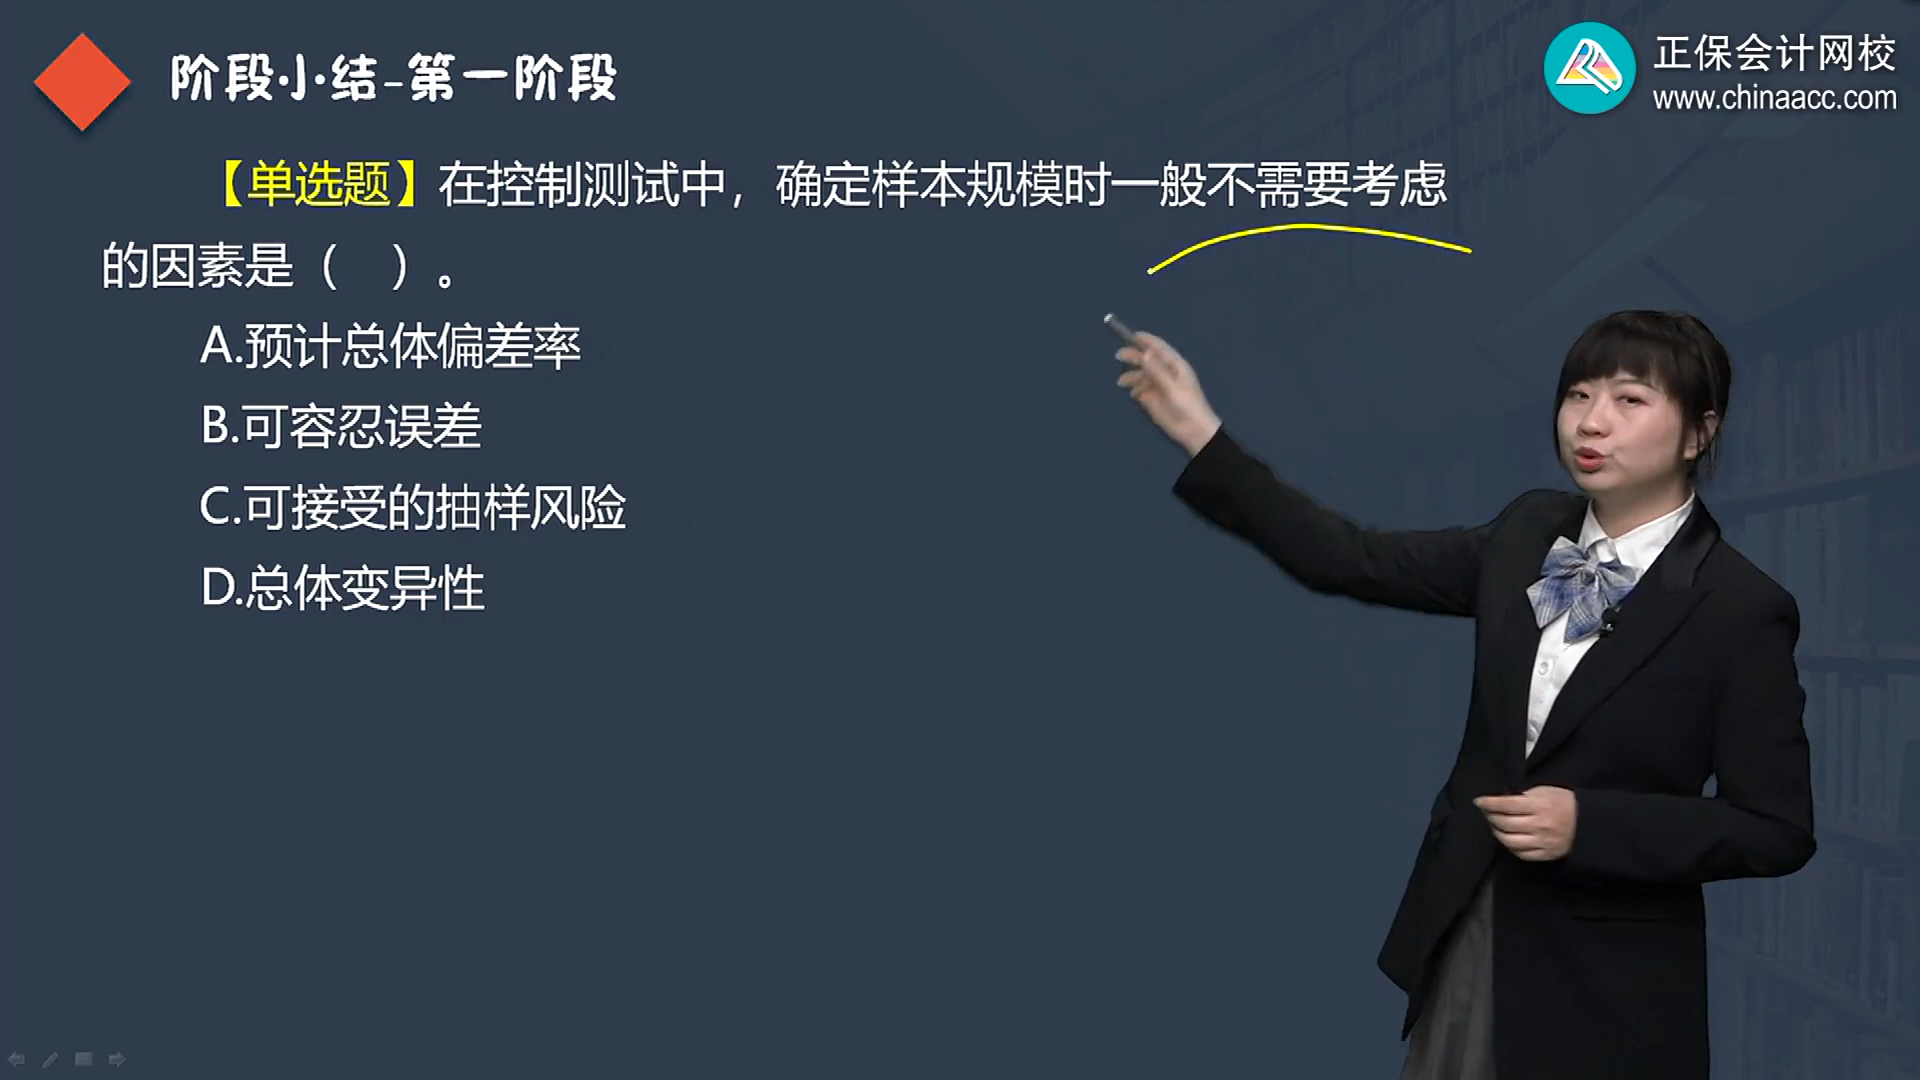 阶段小结-第一阶段
正保会计网校
www.chinaacc.com
【单选题】在控制测试中，确定样本规模时一般不需要考虑
的因素是（ ）。
A.预计总体偏差率
B.可容忍误差
C.可接受的抽样风险
D.总体变异性